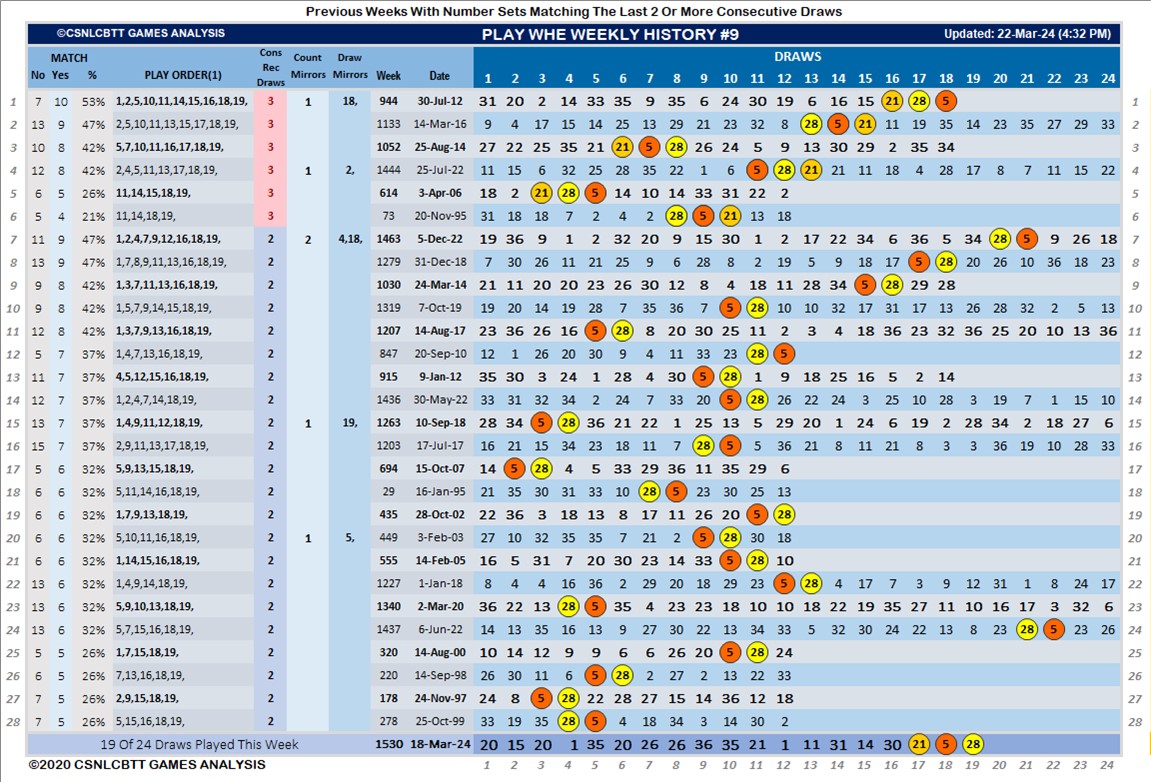 Previous Weeks With Number Sets Matching The Last 2 Or More Consecutive Draws
©CSNLCBTT GAMES ANALYSIS PLAY WHE WEEKLY HISTORY #9 Updated: 22-Mar-24 (4:32 PM)
MATCH Cons Rec Draws Count Mirrors Draw Mirrors DRAWS
No Yes % PLAY ORDER(1) Week Date 1 2 3 4 5 6 7 8 9 10 11 12 13 14 15 16 17 18 19 20 21 22 23 24
1 7 10 53% 1,2,5,10,11,14,15,16,18,19, 3 1 18, 944 30-Jul-12 31 20 2 14 33 35 9 35 6 24 30 19 6 16 15 21 28 5 1
2 13 9 47% 2,5,10,11,13,15,17,18,19, 3 1133 14-Mar-16 9 4 17 15 14 25 13 29 21 23 32 8 28 5 21 11 19 35 14 23 35 27 29 33 2
3 10 8 42% 5,7,10,11,16,17,18,19, 3 1052 25-Aug-14 27 22 25 35 21 21 5 28 26 24 5 9 13 30 29 2 35 34 3
4 12 8 42% 2,4,5,11,13,17,18,19, 3 1 2, 1444 25-Jul-22 11 15 6 32 25 28 35 22 1 6 5 28 21 11 18 4 28 17 20 8 7 11 15 22 4
5 6 5 26% 11,14,15,18,19, 3 614 3-Apr-06 18 2 21 28 5 14 10 14 33 31 22 2 5
6 5 4 21% 11,14,18,19, 3 73 20-Nov-95 31 18 18 7 2 4 2 28 5 21 13 18 6
7 11 9 47% 1,2,4,7,9,12,16,18,19, 2 2 4,18, 1463 5-Dec-22 19 36 9 1 2 32 20 9 15 30 1 2 17 22 34 6 36 5 34 28 5 9 26 18 7
8 13 9 47% 1,7,8,9,11,13,16,18,19, 2 1279 31-Dec-18 7 30 26 11 21 25 9 6 28 8 2 19 5 9 18 17 5 28 20 26 10 36 18 23 8
9 9 8 42% 1,3,7,11,13,16,18,19, 2 1030 24-Mar-14 21 11 20 20 23 26 30 12 8 4 18 11 28 34 5 28 29 28 9
10 9 8 42% 1,5,7,9,14,15,18,19, 2 1319 7-Oct-19 19 20 14 19 28 7 35 36 7 5 28 10 10 32 17 31 17 13 26 28 32 2 5 13 10
11 12 8 42% 1,3,7,9,13,16,18,19, 2 1207 14-Aug-17 23 36 26 16 5 28 8 20 30 25 11 2 3 4 18 36 23 32 36 25 20 10 13 36 11
12 5 7 37% 1,4,7,13,16,18,19, 2 847 20-Sep-10 12 1 26 20 30 9 4 11 33 23 28 5 12
13 11 7 37% 4,5,12,15,16,18,19, 2 915 9-Jan-12 35 30 3 24 1 28 4 30 5 28 1 9 18 25 16 5 2 14 13
14 12 7 37% 1,2,4,7,14,18,19, 2 1436 30-May-22 33 31 32 34 2 24 7 33 20 5 28 26 22 24 3 25 10 28 3 19 7 1 15 10 14
15 13 7 37% 1,4,9,11,12,18,19, 2 1 19, 1263 10-Sep-18 28 34 5 28 36 21 22 1 25 13 5 29 20 1 24 6 19 2 28 34 2 18 27 6 15
16 15 7 37% 2,9,11,13,17,18,19, 2 1203 17-Jul-17 16 21 15 34 23 18 11 7 28 5 5 36 21 8 11 21 8 3 3 36 19 10 28 33 16
17 5 6 32% 5,9,13,15,18,19, 2 694 15-Oct-07 14 5 28 4 5 33 29 36 11 35 29 6 17
18 6 6 32% 5,11,14,16,18,19, 2 29 16-Jan-95 21 35 30 31 33 10 28 5 23 30 25 13 18
19 6 6 32% 1,7,9,13,18,19, 2 435 28-Oct-02 22 36 3 18 13 8 17 11 26 20 5 28 19
20 6 6 32% 5,10,11,16,18,19, 2 1 5, 449 3-Feb-03 27 10 32 35 35 7 21 2 5 28 30 18 20
21 6 6 32% 1,14,15,16,18,19, 2 555 14-Feb-05 16 5 31 7 20 30 23 14 33 5 28 10 21
22 13 6 32% 1,4,9,14,18,19, 2 1227 1-Jan-18 8 4 4 16 36 2 29 20 18 29 23 5 28 4 17 7 3 9 12 31 1 8 24 17 22
23 13 6 32% 5,9,10,13,18,19, 2 1340 2-Mar-20 36 22 13 28 5 35 4 23 23 18 10 10 18 22 19 35 27 11 10 16 17 3 32 6 23
24 13 6 32% 5,7,15,16,18,19, 2 1437 6-Jun-22 14 13 35 16 13 9 27 30 22 13 34 33 5 32 30 24 22 13 19 8 23 28 5 23 26 24
25 5 5 26% 1,7,15,18,19, 2 320 14-Aug-00 10 14 12 9 9 6 6 26 20 5 28 24 25
26 6 5 26% 7,13,16,18,19, 2 220 14-Sep-98 26 30 11 6 5 28 2 27 2 13 22 33 26
27 7 5 26% 2,9,15,18,19, 2 178 24-Nov-97 24 8 5 28 22 28 27 15 14 36 12 18 27
28 7 5 26% 5,15,16,18,19, 2 278 25-Oct-99 33 19 35 28 5 4 18 34 3 14 30 2 28
19 Of 24 Draws Played This Week 1530 18-Mar-24 20 15 20 1 35 20 26 26 36 35 21 1 11 31 14 30 21 5 28
©2020 CSNLCBTT GAMES ANALYSIS 1 2 3 4 5 6 7 8 9 10 11 12 13 14 15 16 17 18 19 20 21 22 23 24